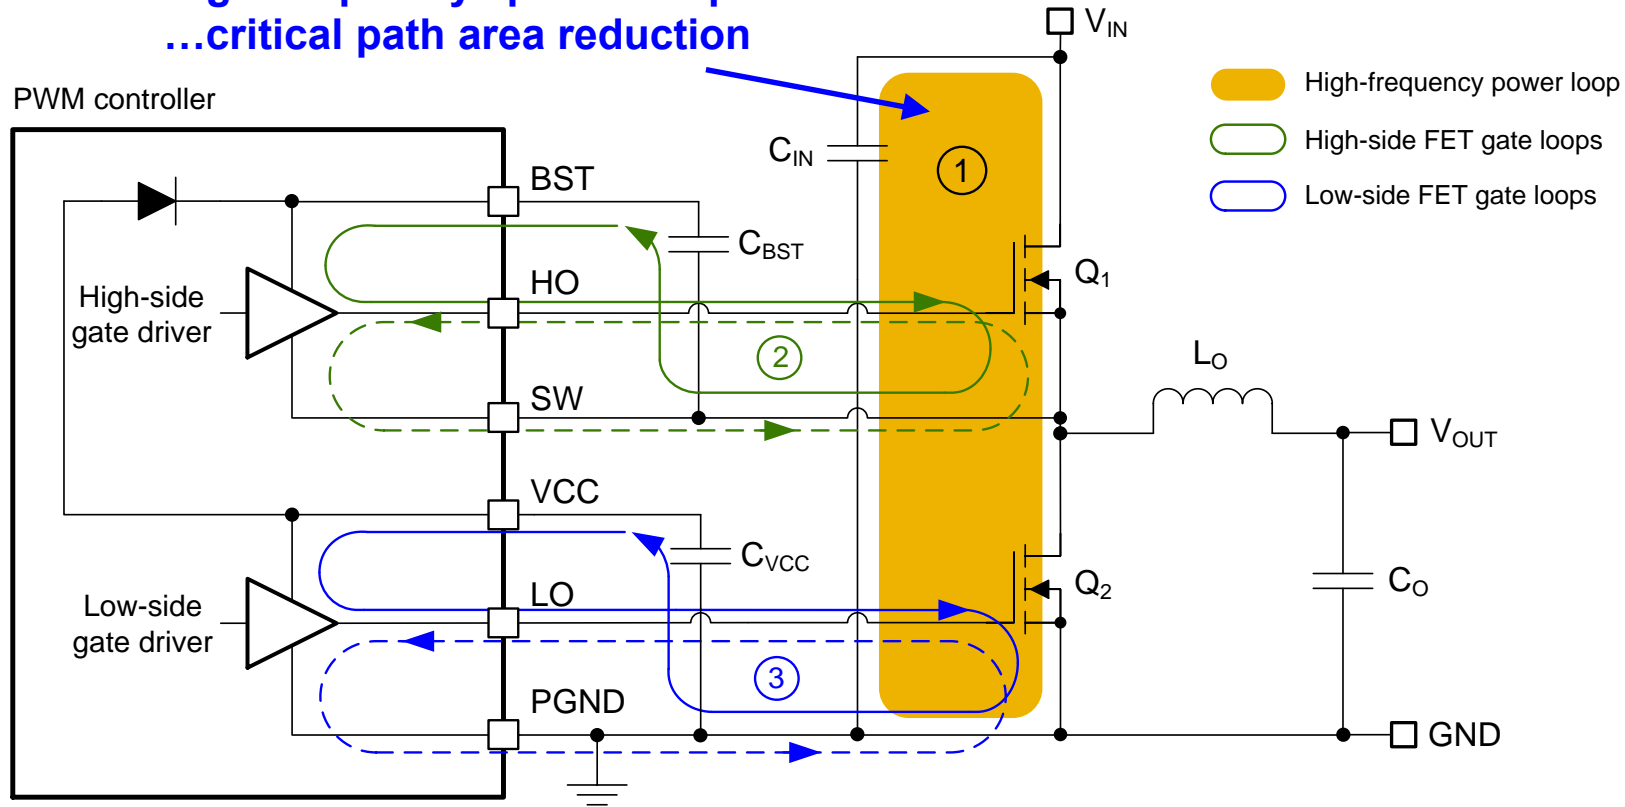 …critical path area reduction
PWM controller
V_IN
High-frequency power loop
High-side FET gate loops
Low-side FET gate loops
C_IN
1
BST
C_BST
HO
Q_1
High-side
gate driver
2
SW
L_O
V_OUT
VCC
C_VCC
Q_2
C_O
LO
Low-side
gate driver
3
PGND
GND